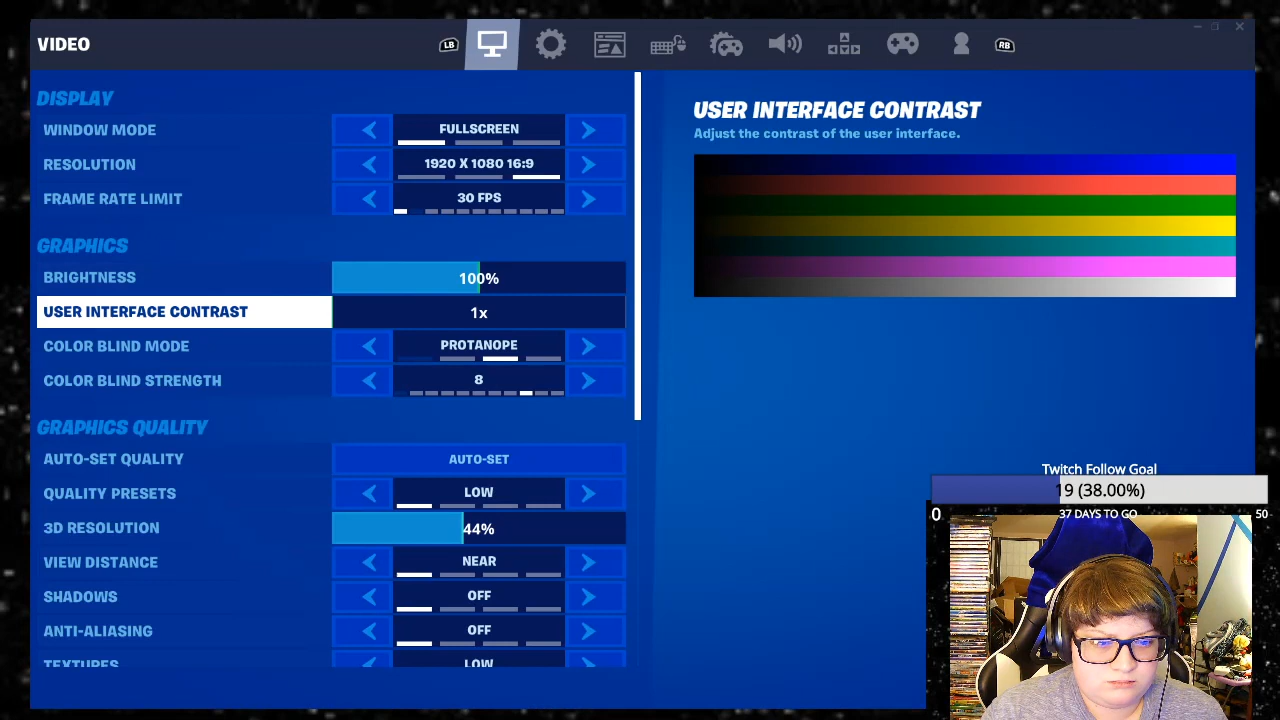 VIDEO
LB
RB
DISPLAY
WINDOW MODE
FULLSCREEN
RESOLUTION
1920 X 1080 16:9
FRAME RATE LIMIT
30 FPS
GRAPHICS
BRIGHTNESS
100%
USER INTERFACE CONTRAST
1x
COLOR BLIND MODE
PROTANOPE
COLOR BLIND STRENGTH
8
GRAPHICS QUALITY
AUTO-SET QUALITY
AUTO-SET
QUALITY PRESETS
LOW
3D RESOLUTION
44%
VIEW DISTANCE
NEAR
SHADOWS
OFF
ANTI-ALIASING
OFF
TEXTURES
LOW
USER INTERFACE CONTRAST
Adjust the contrast of the user interface.
Twitch Follow Goal
19 (38.00%)
0
37 DAYS TO GO
50